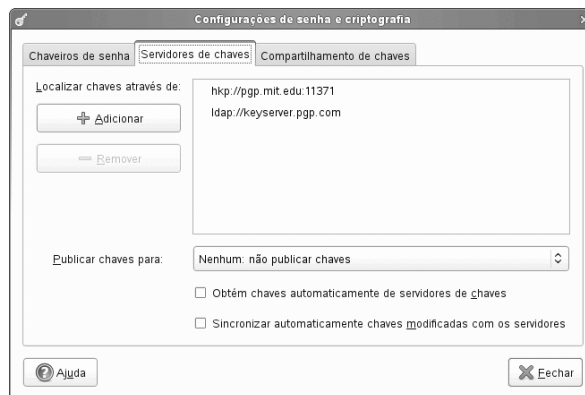 Configurações de senha e criptografia
Chaveiros de senha Servidores de chaves Compartilhamento de chaves
Localizar chaves através de:
hkp://pgp.mit.edu:11371
ldap://keyserver.pgp.com
Adicionar
Remover
Publicar chaves para: Nenhum: não publicar chaves
Obtém chaves automaticamente de servidores de chaves
Sincronizar automaticamente chaves modificadas com os servidores
Ajuda Fechar